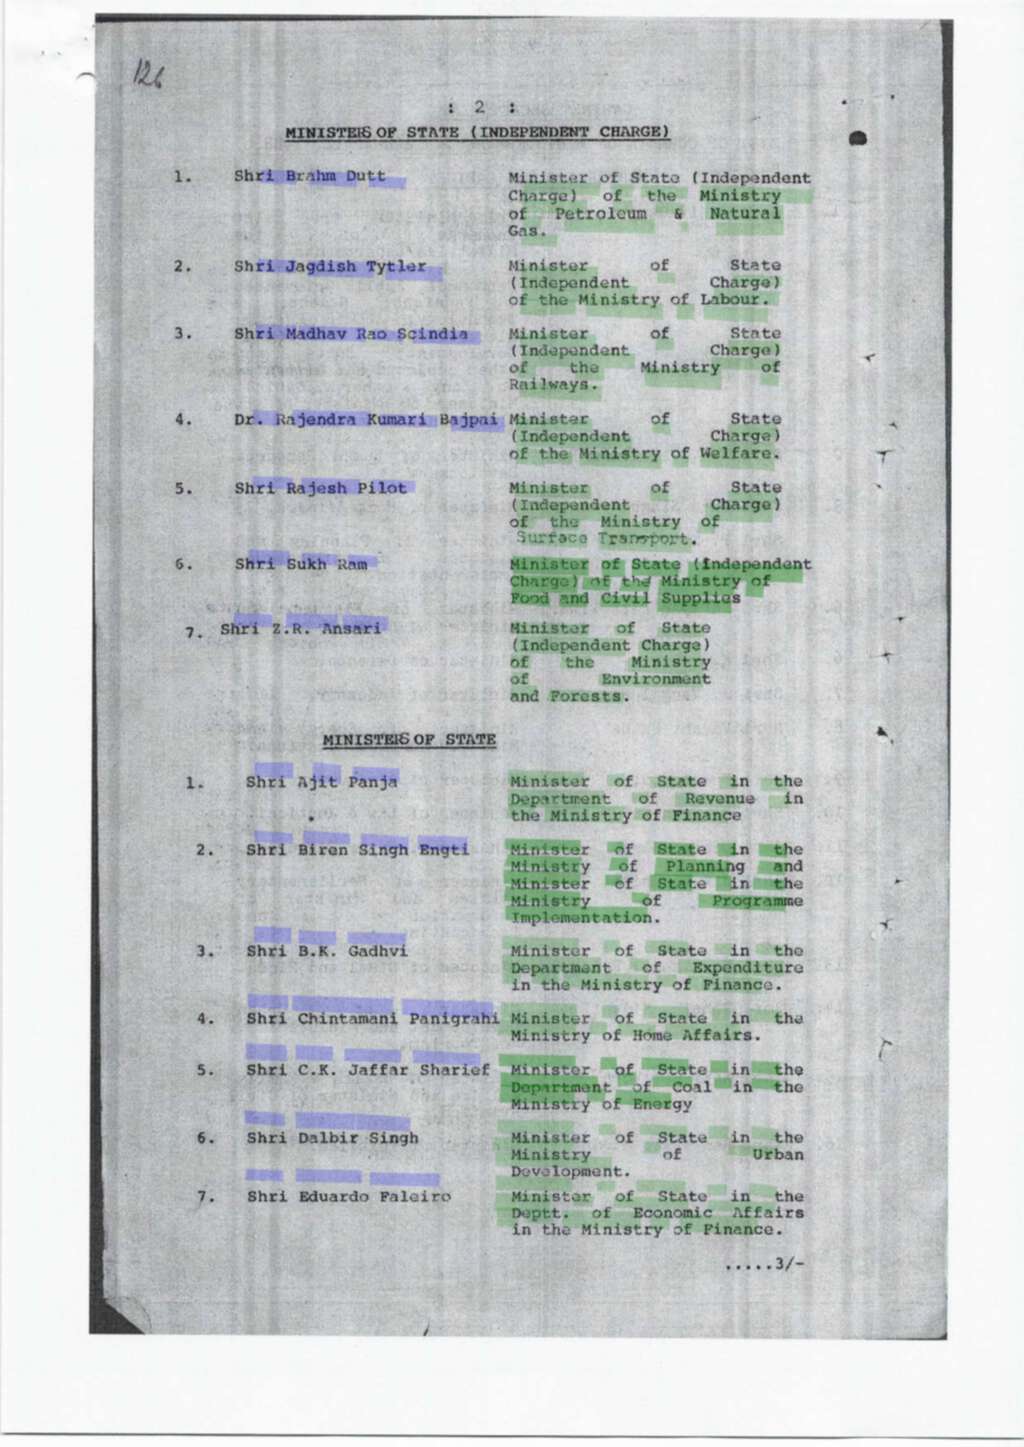 126
: 2 :
MINISTERS OF STATE (INDEPENDENT CHARGE)
1. Shri Brahm Dutt Minister of State (Independent
Charge) of the Ministry
of Petroleum & Natural
Gas.
2. Shri Jagdish Tytler Minister of State
(Independent Charge)
of the Ministry of Labour.
3. Shri Madhav Rao Scindia Minister of State
(Independent Charge)
of the Ministry of
Railways.
4. Dr. Rajendra Kumari Bajpai Minister of State
(Independent Charge)
of the Ministry of Welfare.
5. Shri Rajesh Pilot Minister of State
(Independent Charge)
of the Ministry of
Surface Transport.
6. Shri Sukh Ram Minister of State (Independent
Charge) of the Ministry of
Food and Civil Supplies
7. Shri Z.R. Ansari Minister of State
(Independent Charge)
of the Ministry
of Environment
and Forests.
MINISTERS OF STATE
1. Shri Ajit Panja Minister of State in the
Department of Revenue in
the Ministry of Finance
2. Shri Biren Singh Engti Minister of State in the
Ministry of Planning and
Minister of State in the
Ministry of Programme
Implementation.
3. Shri B.K. Gadhvi Minister of State in the
Department of Expenditure
in the Ministry of Finance.
4. Shri Chintamani Panigrahi Minister of State in the
Ministry of Home Affairs.
5. Shri C.K. Jaffar Sharief Minister of State in the
Department of Coal in the
Ministry of Energy
6. Shri Dalbir Singh Minister of State in the
Ministry of Urban
Development.
7. Shri Eduardo Faleiro Minister of State in the
Deptt. of Economic Affairs
in the Ministry of Finance.
.....3/-